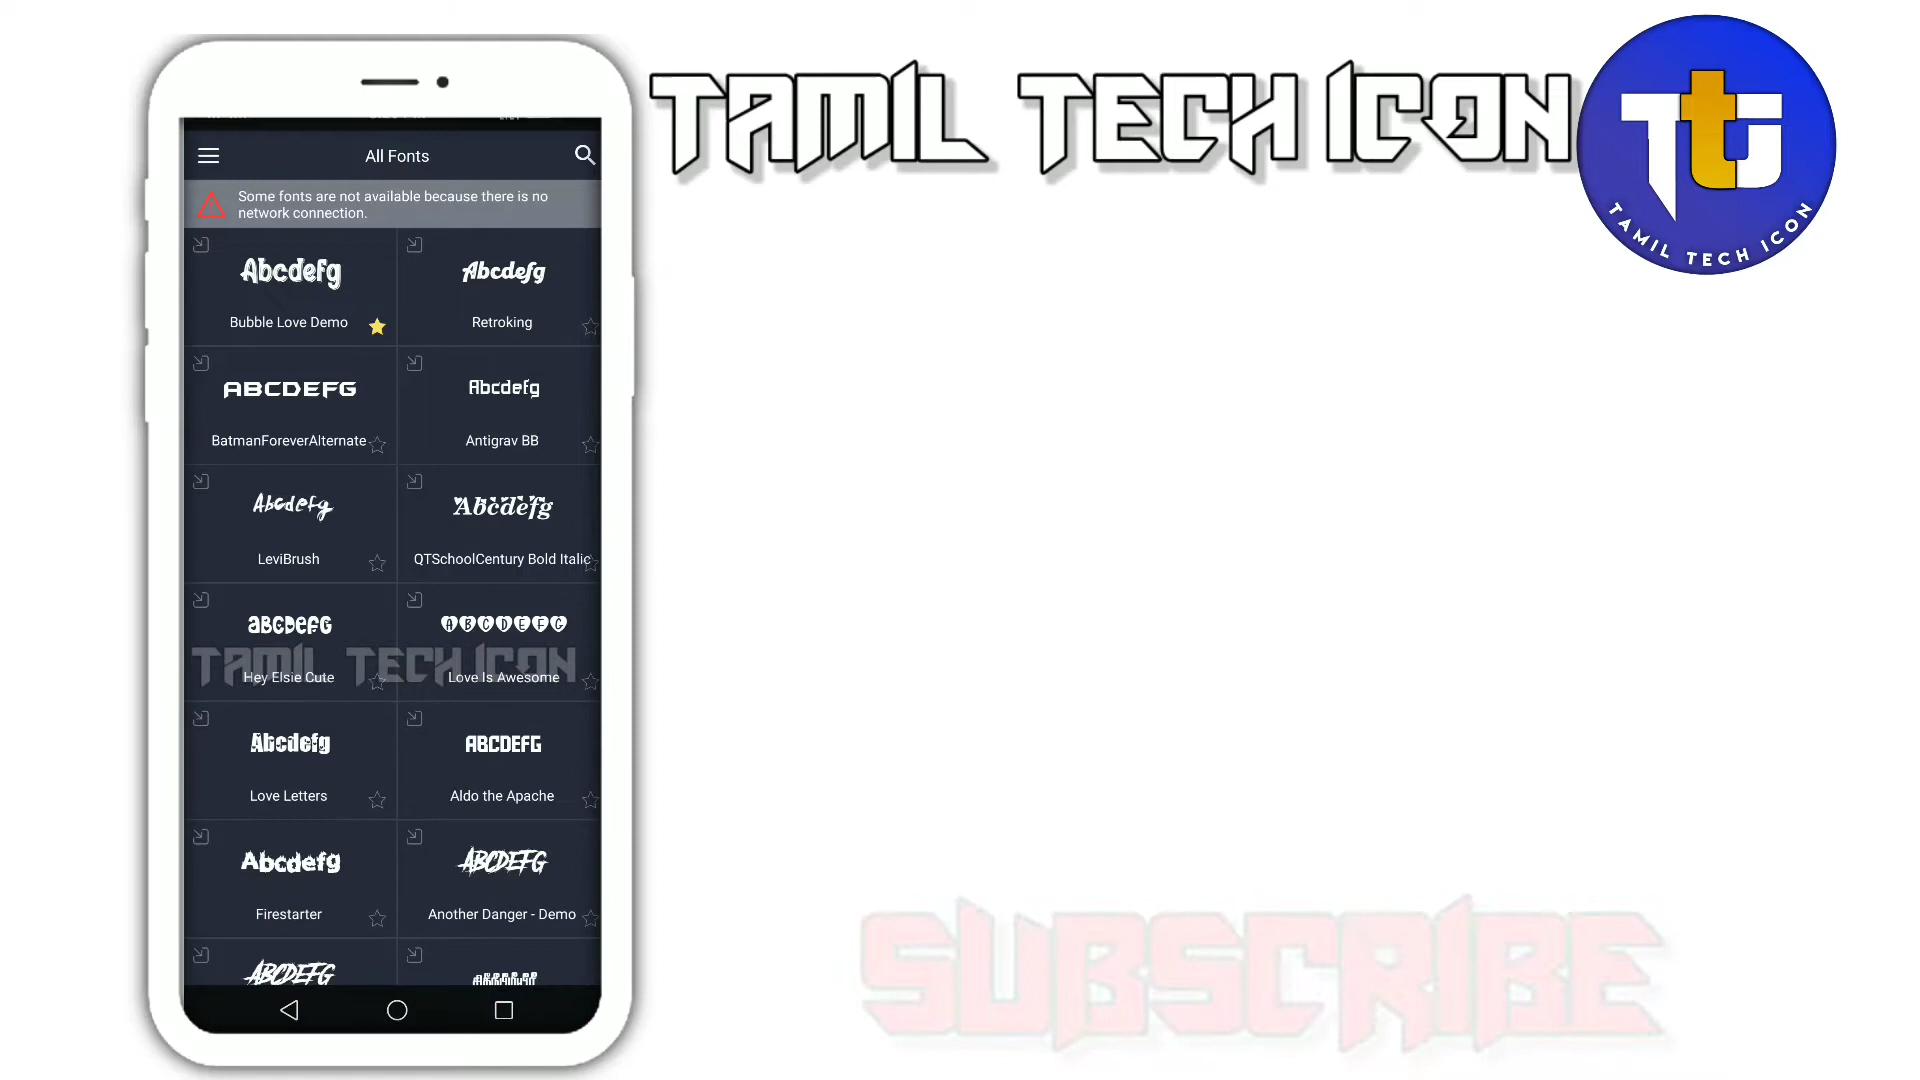 TAMIL TECH ICON
TTI
TAMIL TECH ICON
All Fonts
Some fonts are not available because there is no
network connection.
Abcdefg
Abcdefg
Bubble Love Demo
Retroking
ABCDEFG
Abcdefg
BatmanForeverAlternate
Antigrav BB
Abcdefg
Abcdefg
LeviBrush
QTSchoolCentury Bold Italic
aBCDeFG
ABCDEFG
TAMIL TECH ICON
Hey Elsie Cute
Love Is Awesome
Abcdefg
ABCDEFG
Love Letters
Aldo the Apache
Abcdefg
ABCDEFG
Firestarter
Another Danger - Demo
ABCDEFG
SUBSCRIBE